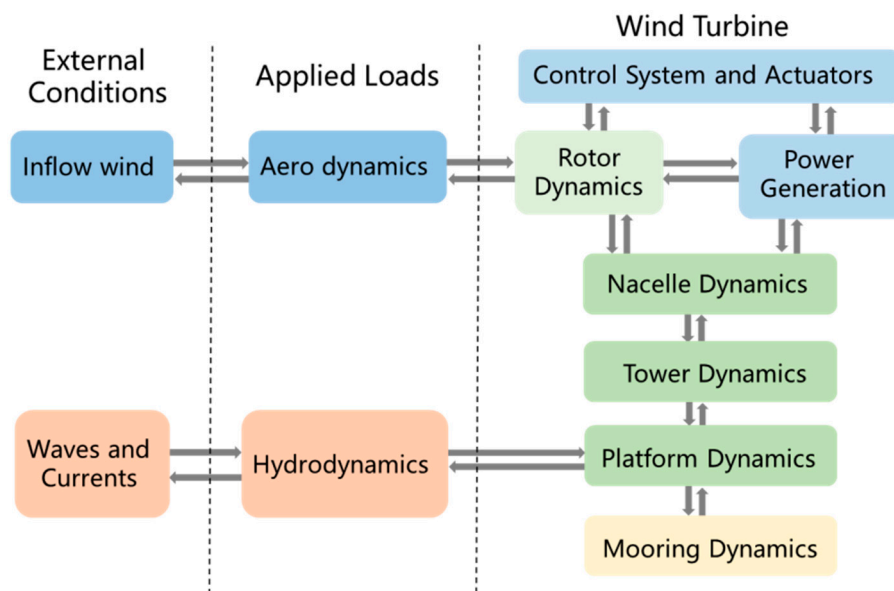 External
Conditions
Applied Loads
Wind Turbine
Control System and Actuators
Inflow wind
Aero dynamics
Rotor
Dynamics
Power
Generation
Nacelle Dynamics
Tower Dynamics
Waves and
Currents
Hydrodynamics
Platform Dynamics
Mooring Dynamics